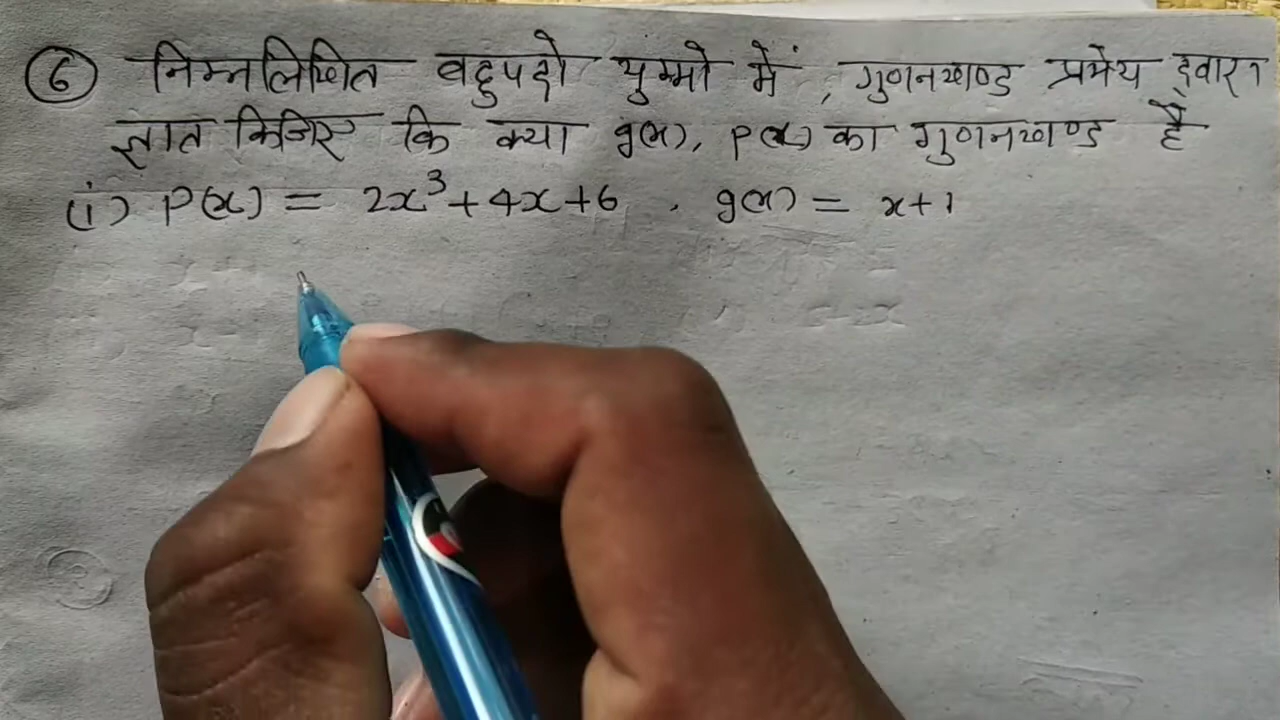 ⑥ निम्नलिखित बहुपदो युग्मो में, गुणनखण्ड प्रमेय द्वारा
ज्ञात किजिए कि क्या g(x), p(x) का गुणनखण्ड है
(i) P(x) = 2x³+4x+6 , g(x) = x+1